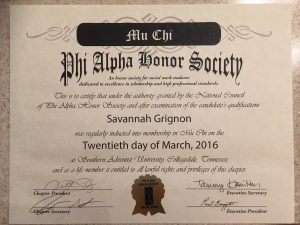 Mu Chi
Phi Alpha Honor Society
An honor society for social work students
dedicated to excellence in scholarship and high professional standards.
This is to certify that under the authority granted by the National Council
of Phi Alpha Honor Society and after examination of the candidate's qualifications
Savannah Grignon
was regularly inducted into membership in Mu Chi on the
Twentieth day of March, 2016
at Southern Adventist University, Collegedale, Tennessee,
and as a life member is entitled to all lawful rights and privileges of this chapter
Chapter President
Executive Secretary
Chapter Secretary
Executive President